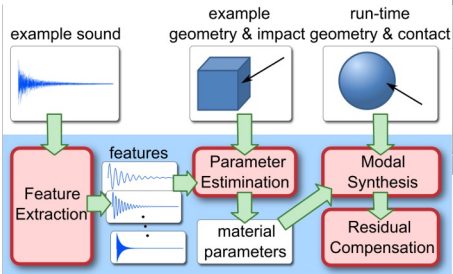 example sound
example
geometry & impact
run-time
geometry & contact
features
Feature
Extraction
Parameter
Estimination
Modal
Synthesis
material
parameters
Residual
Compensation